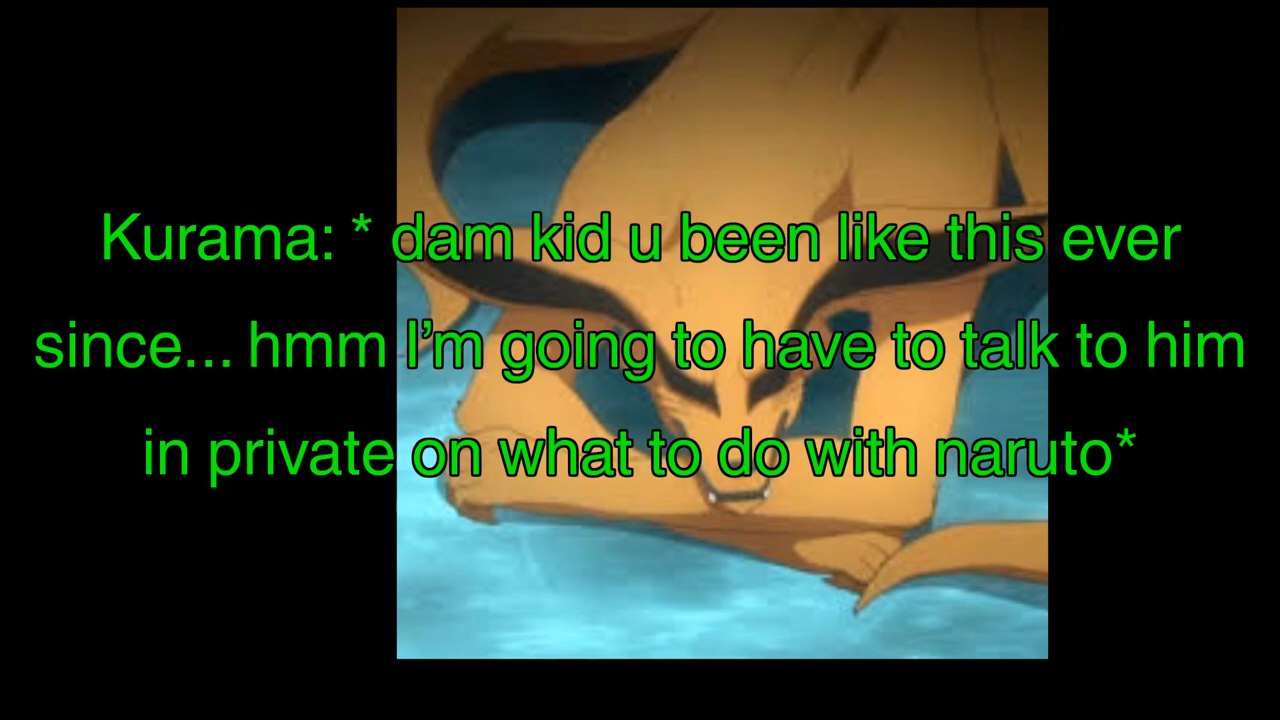 Kurama: * dam kid u been like this ever
since... hmm I’m going to have to talk to him
in private on what to do with naruto*